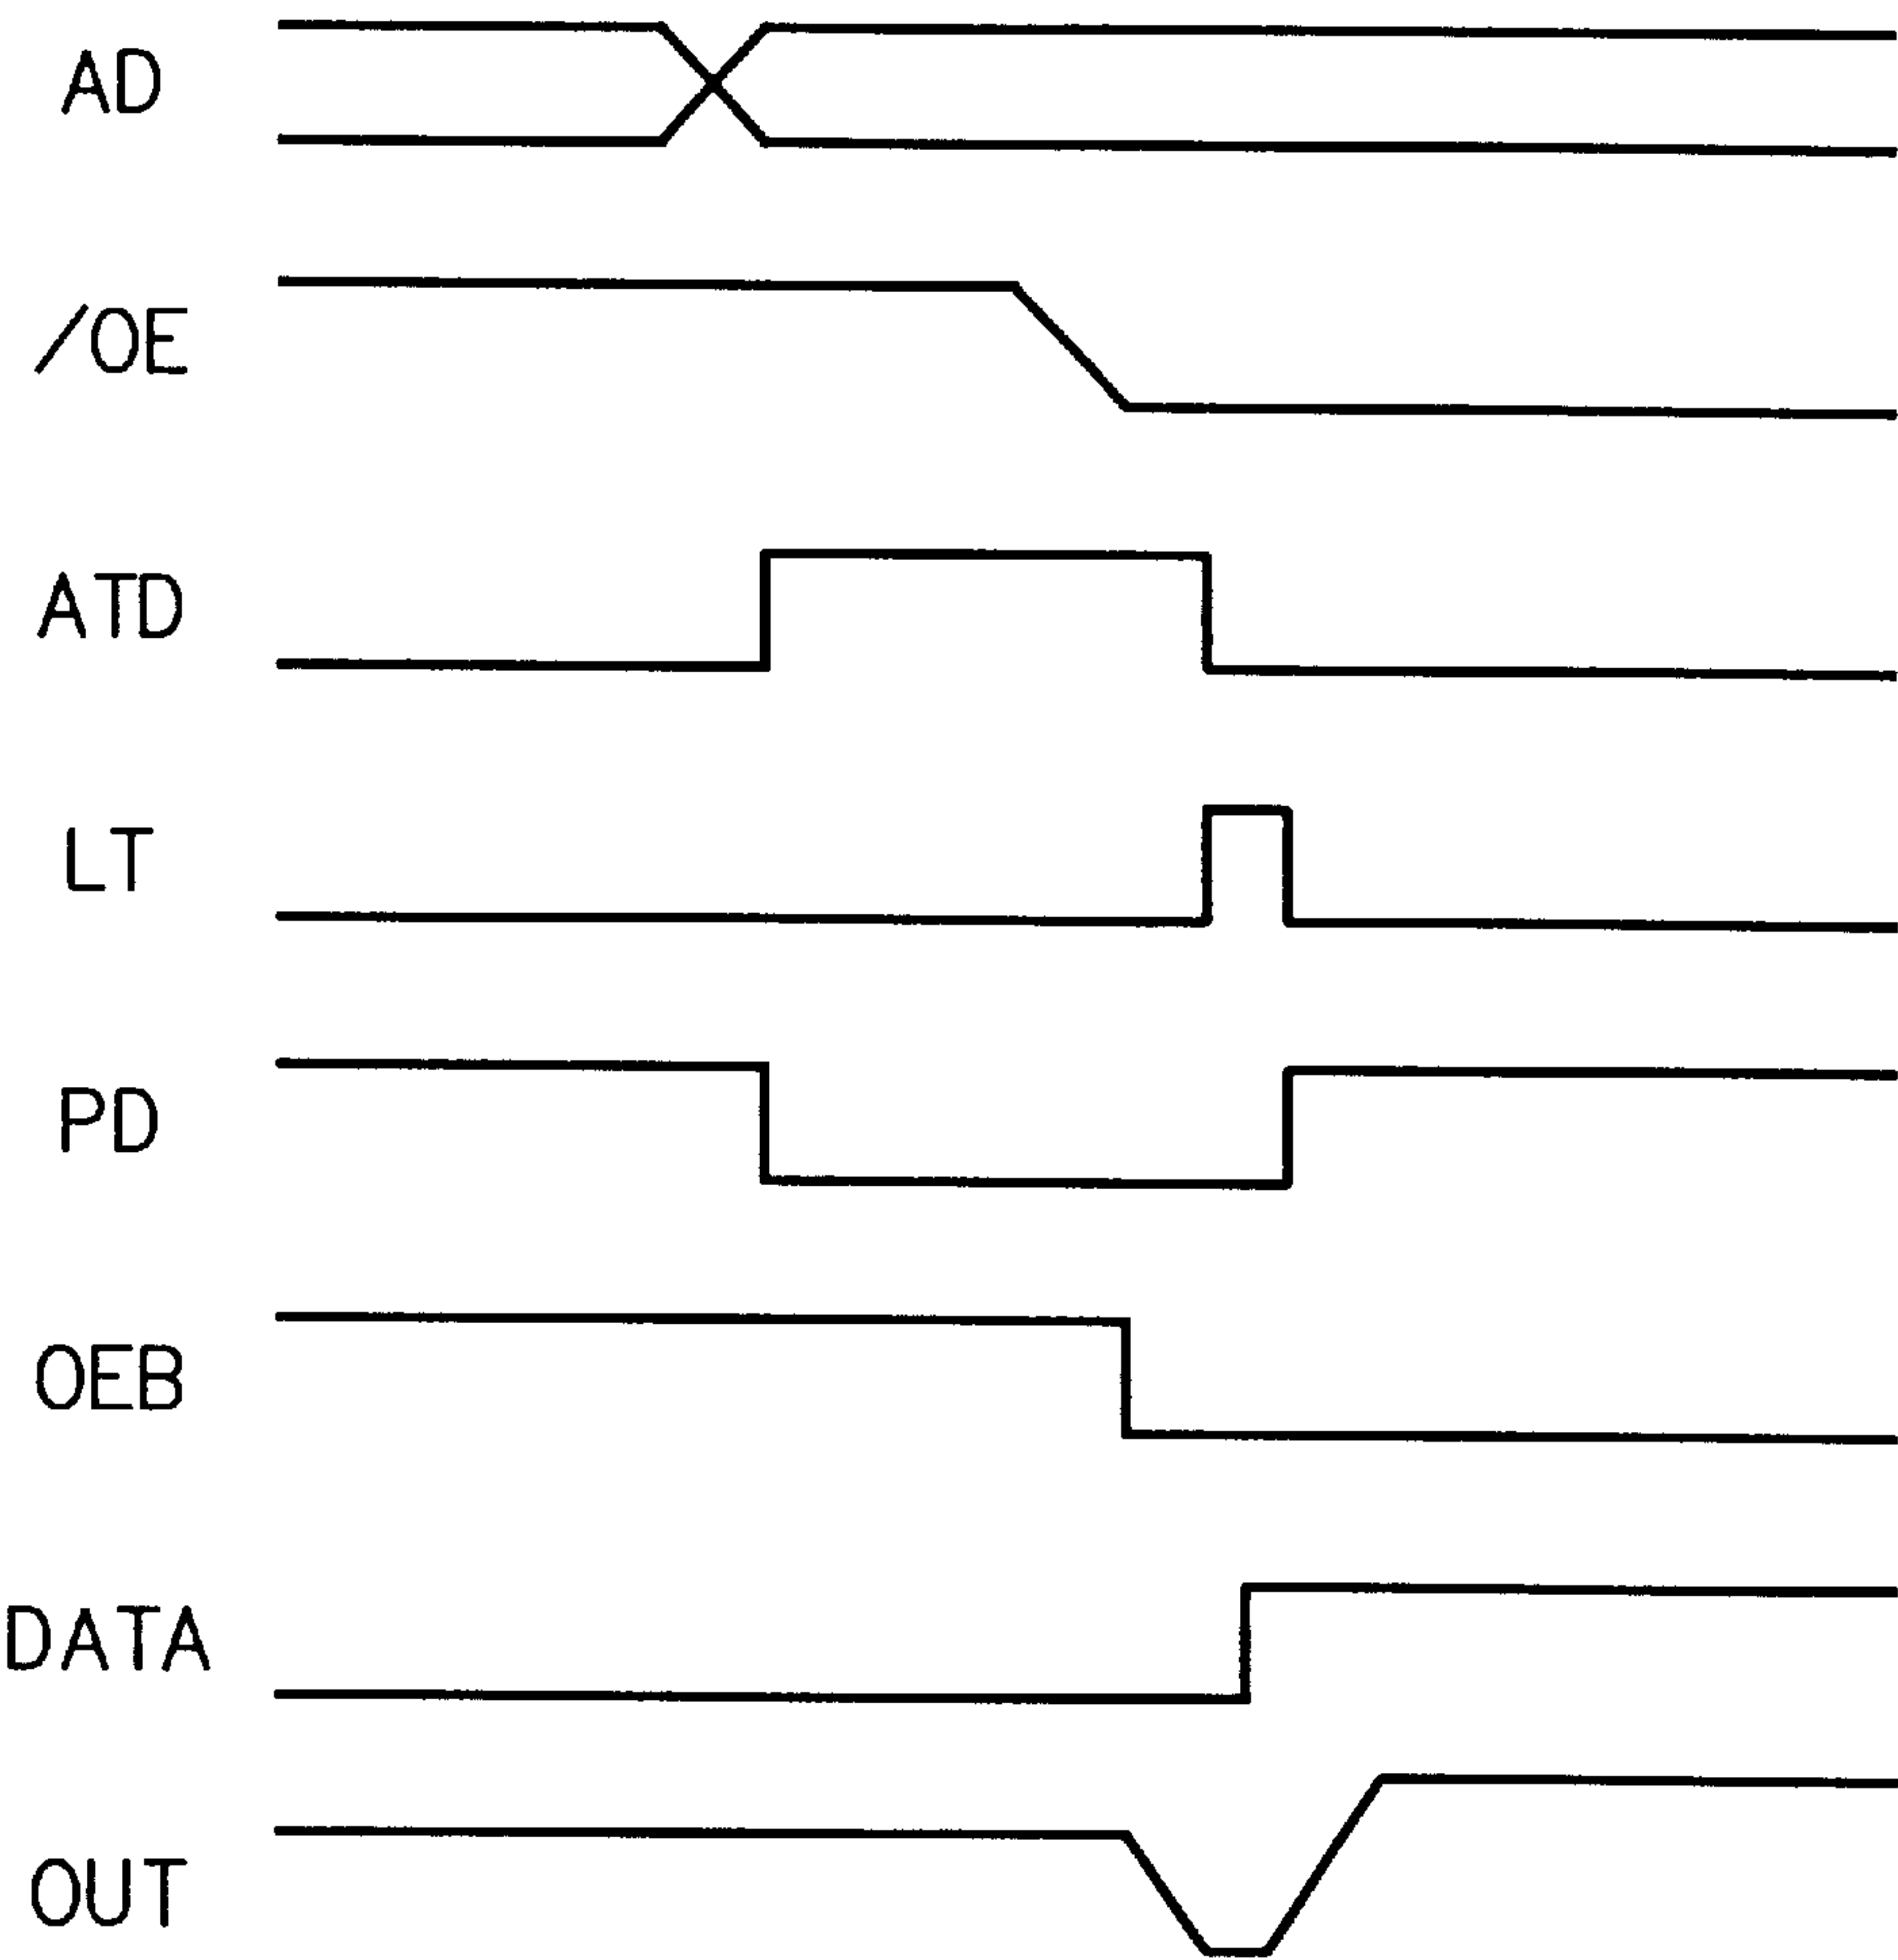 AD
/OE
ATD
LT
PD
OEB
DATA
OUT